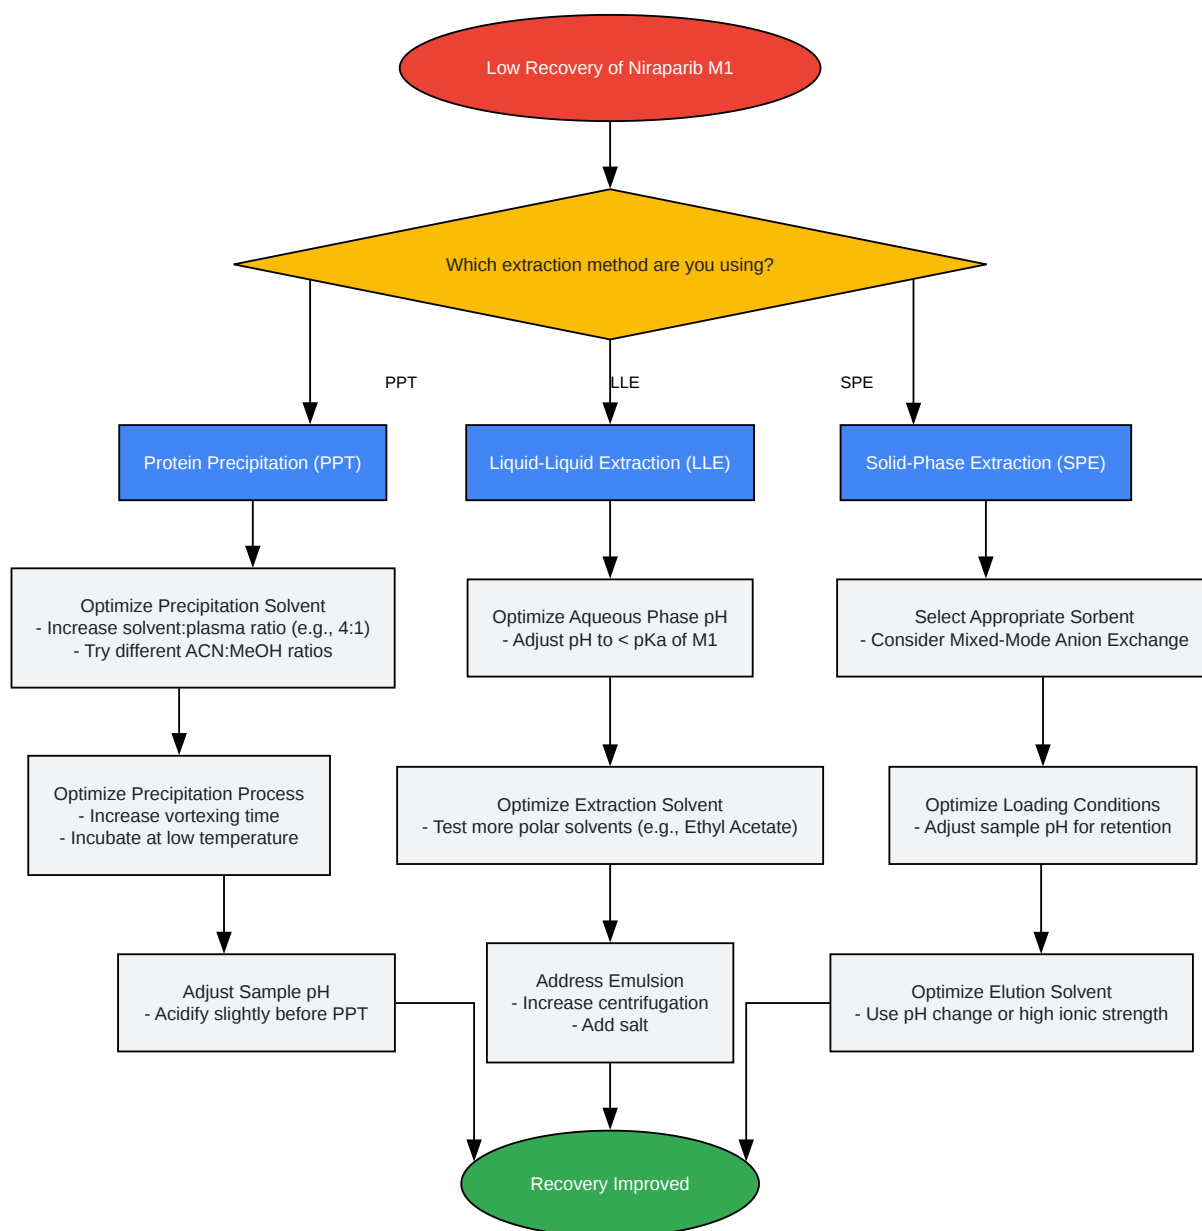 Low Recovery of Niraparib M1
Which extraction method are you using?
PPT
LLE
SPE
Protein Precipitation (PPT)
Liquid-Liquid Extraction (LLE)
Solid-Phase Extraction (SPE)
Optimize Precipitation Solvent
- Increase solvent:plasma ratio (e.g., 4:1)
- Try different ACN:MeOH ratios
Optimize Aqueous Phase pH
- Adjust pH to < pKa of M1
Select Appropriate Sorbent
- Consider Mixed-Mode Anion Exchange
Optimize Precipitation Process
- Increase vortexing time
- Incubate at low temperature
Optimize Extraction Solvent
- Test more polar solvents (e.g., Ethyl Acetate)
Optimize Loading Conditions
- Adjust sample pH for retention
Adjust Sample pH
- Acidify slightly before PPT
Address Emulsion
- Increase centrifugation
- Add salt
Optimize Elution Solvent
- Use pH change or high ionic strength
Recovery Improved